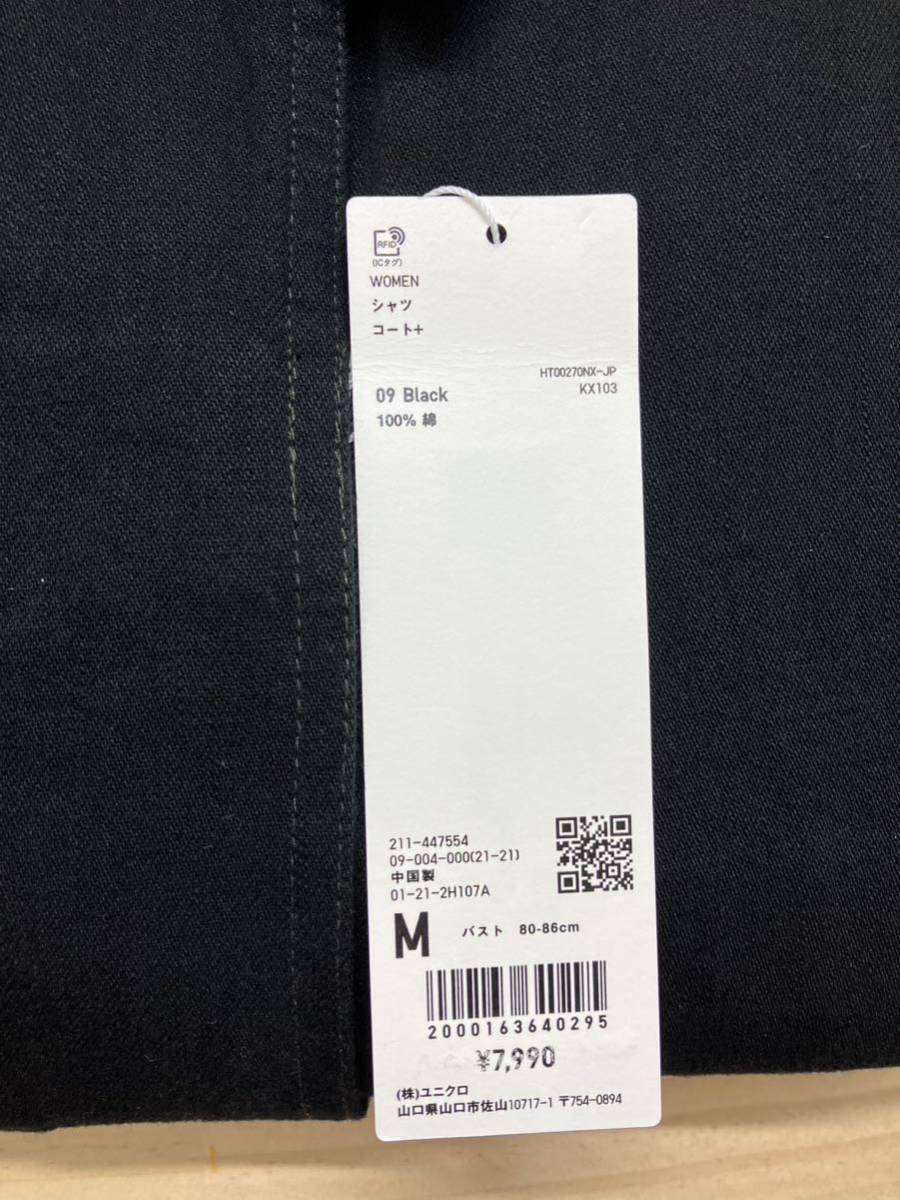 RFID
(ICタグ)
WOMEN
シャツ
コート+
HT00270NX-JP
KX103
09 Black
100% 綿
211-447554
09-004-000(21-21)
中国製
01-21-2H107A
M バスト 80-86cm
2000163640295
¥7,990
(株)ユニクロ
山口県山口市佐山10717-1 〒754-0894